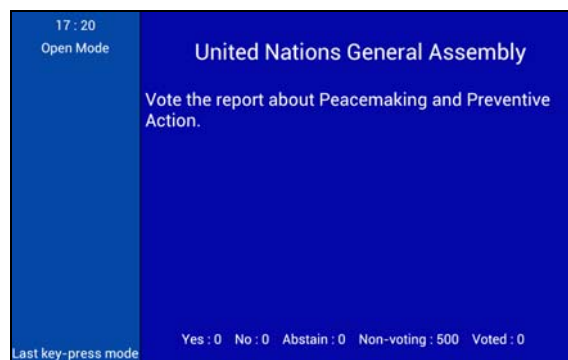 17 : 20
Open Mode
United Nations General Assembly
Vote the report about Peacemaking and Preventive
Action.
Yes : 0 No : 0 Abstain : 0 Non-voting : 500 Voted : 0
Last key-press mode